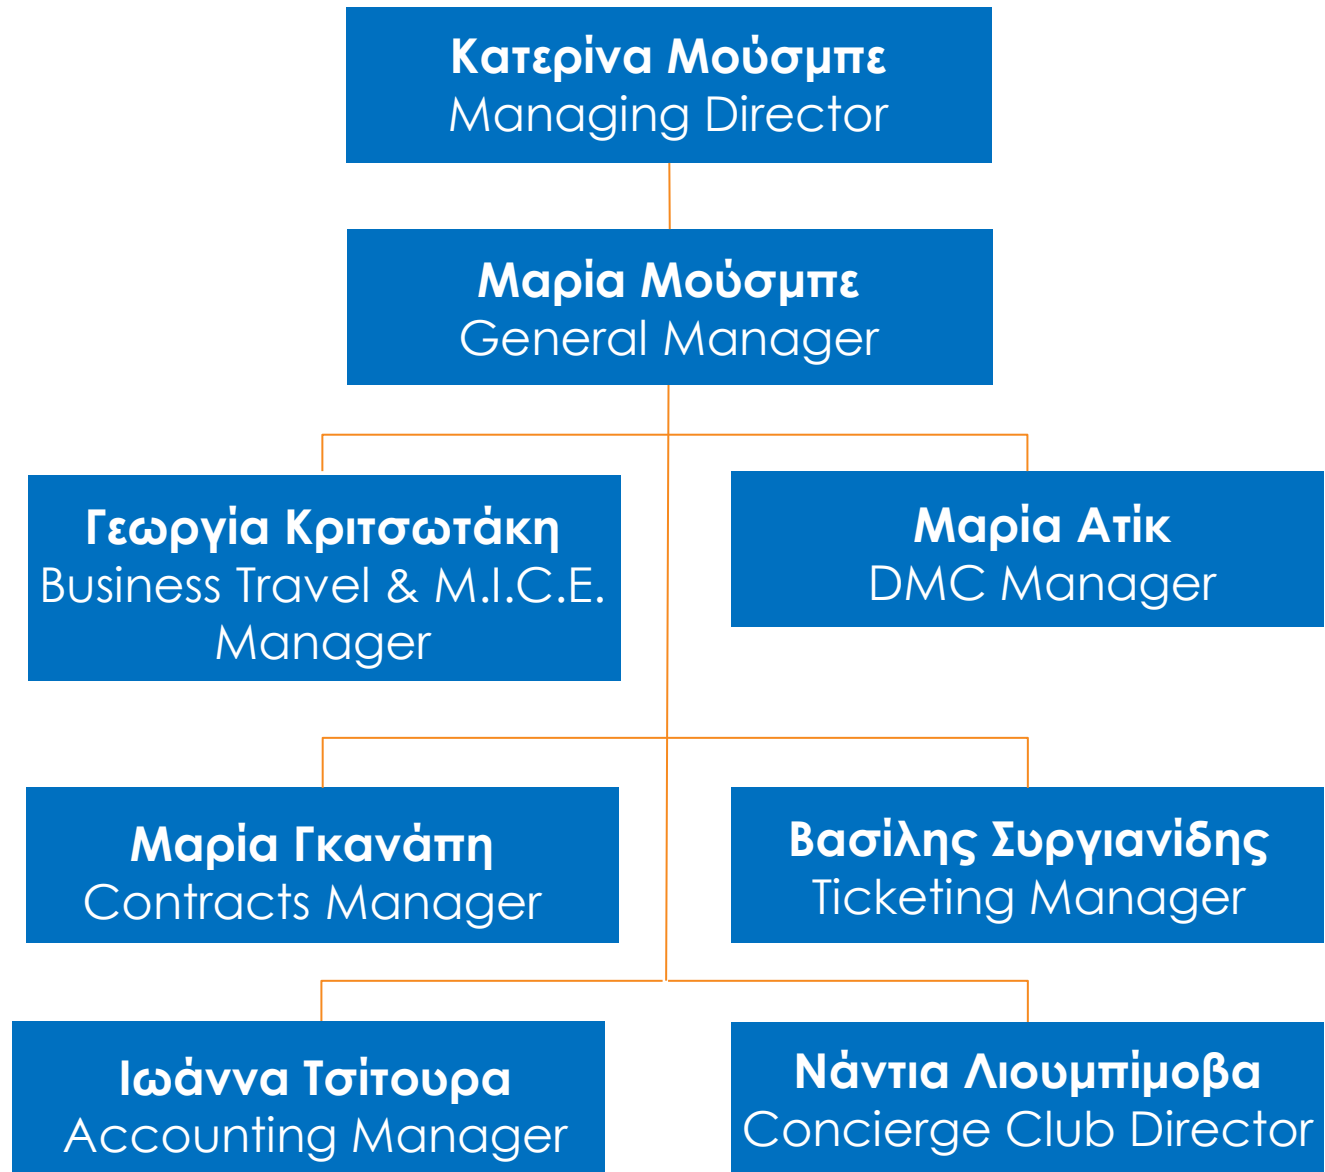 Κατερίνα Μούσμπε
Managing Director
Μαρία Μούσμπε
General Manager
Γεωργία Κριτσωτάκη
Business Travel & M.I.C.E.
Manager
Μαρία Ατίκ
DMC Manager
Μαρία Γκανάπη
Contracts Manager
Βασίλης Συργιανίδης
Ticketing Manager
Ιωάννα Τσίτουρα
Accounting Manager
Νάντια Λιουμπίμοβα
Concierge Club Director